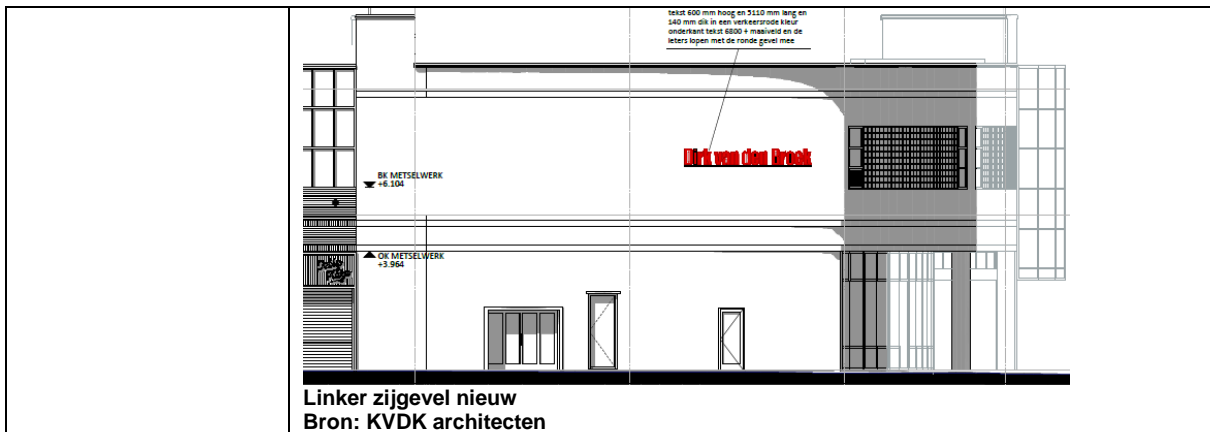 tekst 600 mm hoog en 5110 mm lang en
140 mm dik in een verkeersrode kleur
onderkant tekst 6800 + maaiveld en de
leters lopen met de ronde gevel mee
Dirk van den Broek
BK METSELWERK
+6.104
OK METSELWERK
+3.964
Linker zijgevel nieuw
Bron: KVDK architecten